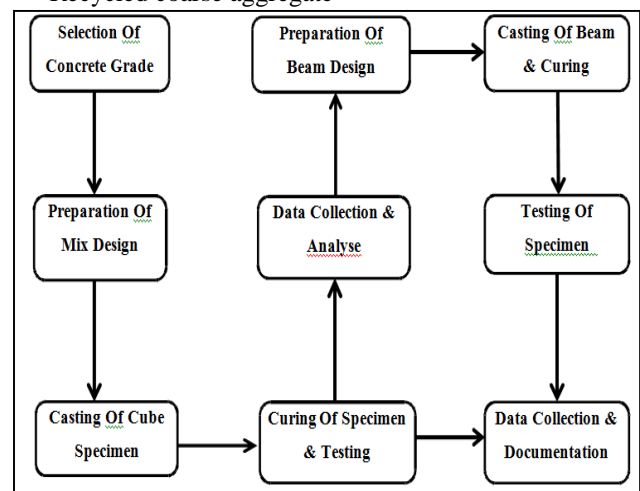 Recycled coarse aggregate
Selection Of
Concrete Grade
Preparation Of
Mix Design
Casting Of Cube
Specimen
Curing Of Specimen
& Testing
Data Collection &
Analyse
Preparation Of
Beam Design
Casting Of Beam
& Curing
Testing Of
Specimen
Data Collection &
Documentation